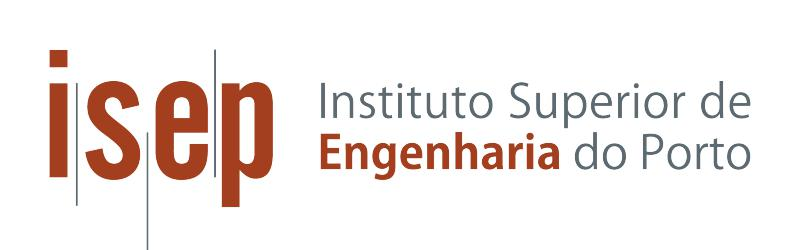 isep
Instituto Superior de
Engenharia do Porto